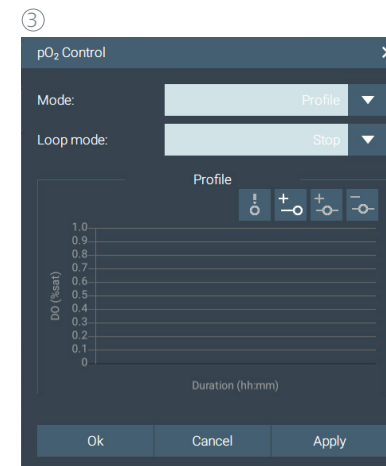 ③
pO₂ Control
Mode: Profile
Loop mode: Stop
Profile
1.0
0.9
0.8
0.7
0.6
0.5
0.4
0.3
0.2
0.1
0
DO (%sat)
Duration (hh:mm)
Ok Cancel Apply